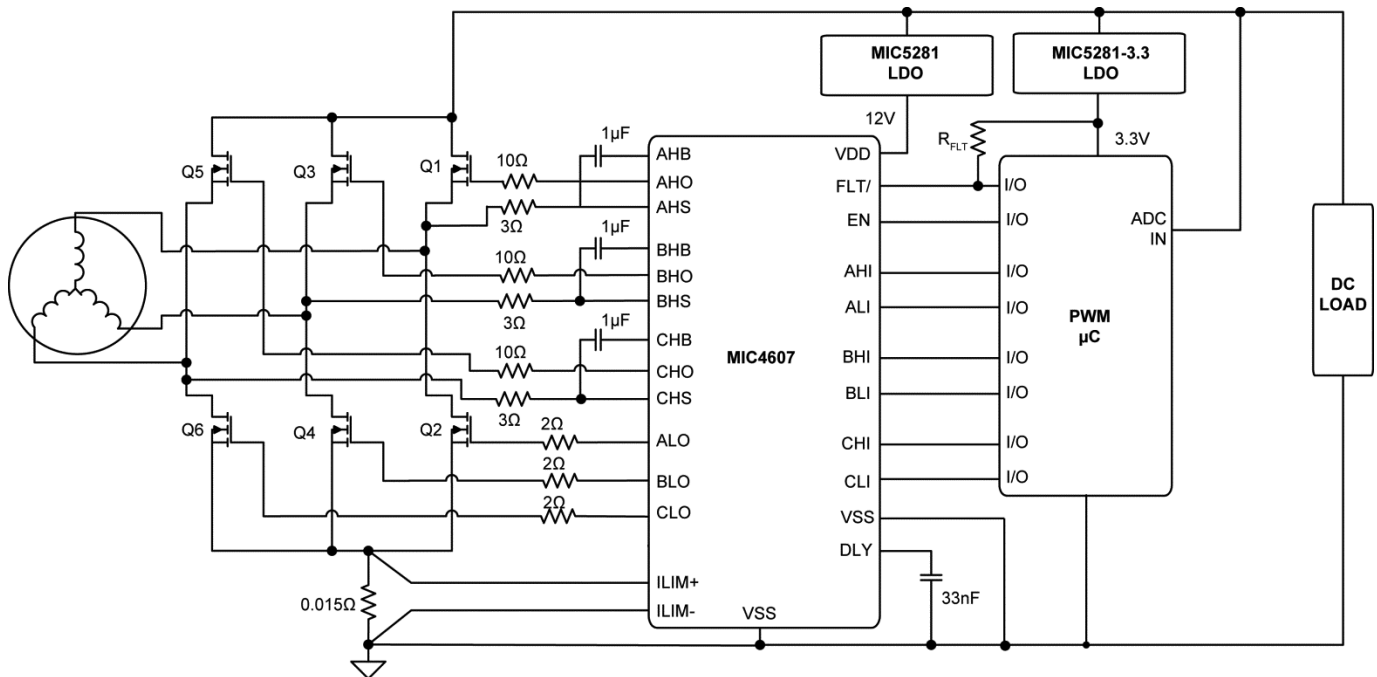 MIC5281
LDO
MIC5281-3.3
LDO
12V
3.3V
R_FLT
1µF
AHB
VDD
Q5
Q3
Q1
10Ω
AHO
FLT/
I/O
3Ω
AHS
EN
I/O
ADC
IN
1µF
BHB
10Ω
BHO
AHI
I/O
3Ω
BHS
ALI
I/O
DC
LOAD
PWM
µC
1µF
CHB
MIC4607
BHI
I/O
10Ω
CHO
3Ω
CHS
BLI
I/O
Q6
Q4
Q2
2Ω
ALO
CHI
I/O
2Ω
BLO
CLI
I/O
2Ω
CLO
VSS
DLY
33nF
0.015Ω
ILIM+
ILIM-
VSS